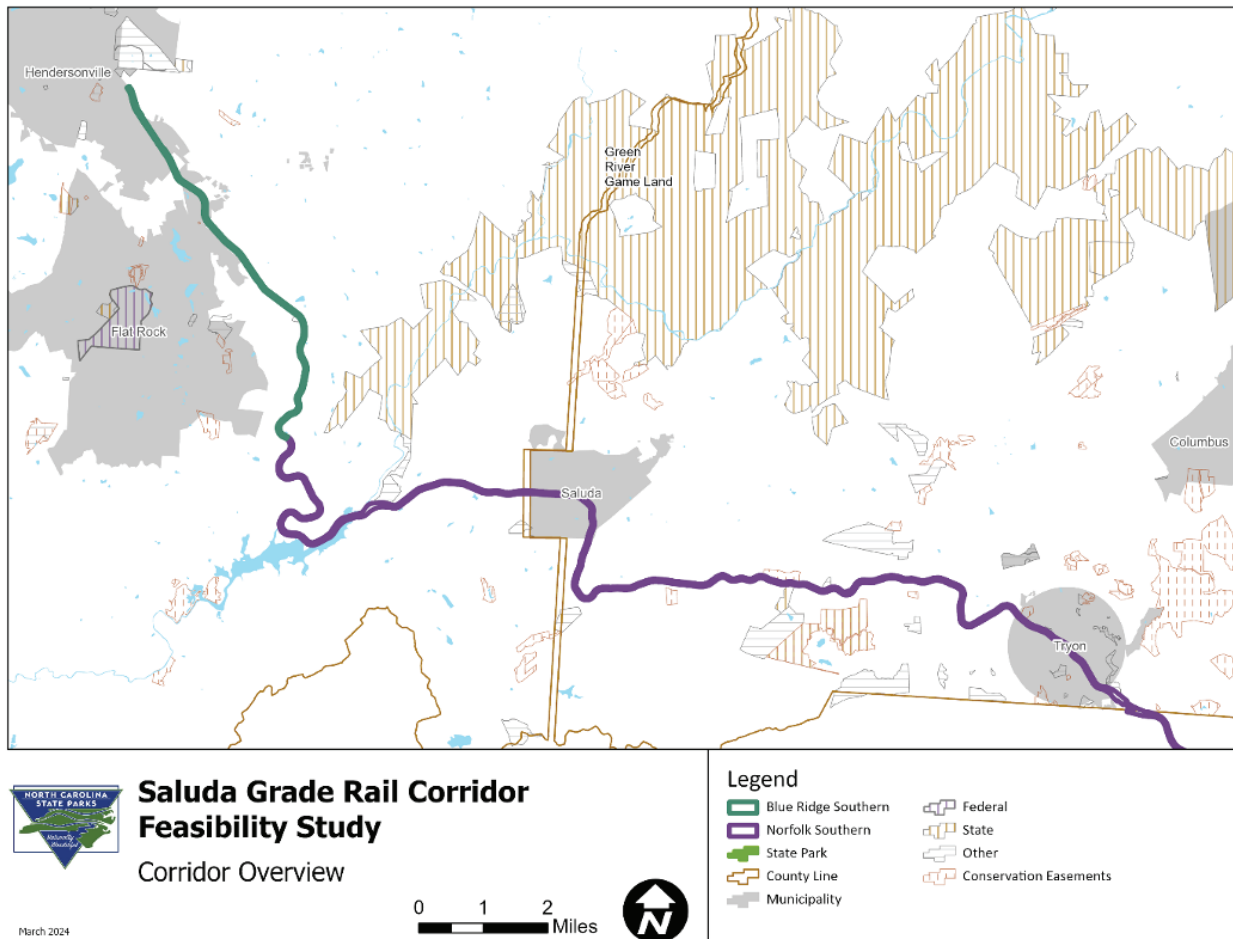 Hendersonville
Green
River
Game Land
Flat Rock
Columbus
Saluda
Tryon
NORTH CAROLINA
STATE PARKS
Naturally
Wonderful
Saluda Grade Rail Corridor
Feasibility Study
Corridor Overview
March 2024
0 1 2
Miles
N
Legend
Blue Ridge Southern
Norfolk Southern
State Park
County Line
Municipality
Federal
State
Other
Conservation Easements